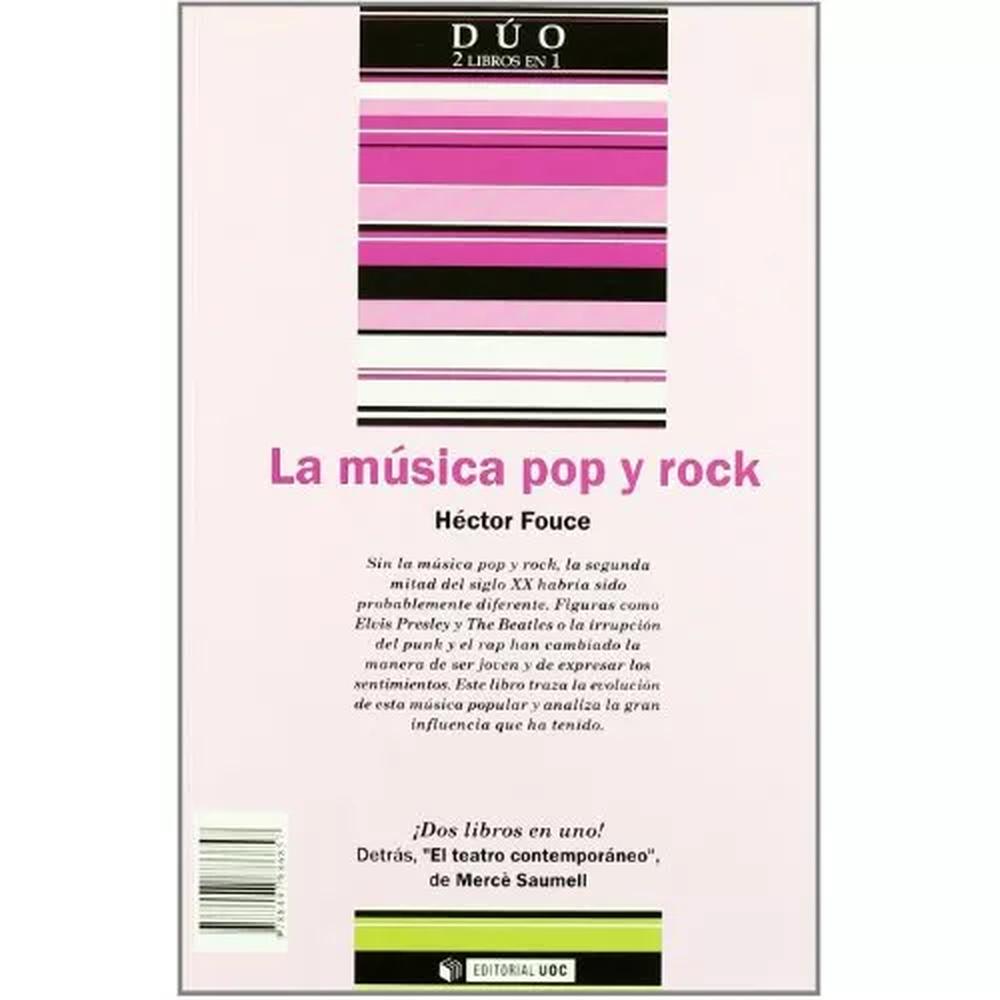 DÚO
2 LIBROS EN 1
La música pop y rock
Héctor Fouce
Sin la música pop y rock, la segunda
mitad del siglo XX habría sido
probablemente diferente. Figuras como
Elvis Presley y The Beatles o la irrupción
del punk y el rap han cambiado la
manera de ser joven y de expresar los
sentimientos. Este libro traza la evolución
de esta música popular y analiza la gran
influencia que ha tenido.
¡Dos libros en uno!
Detrás, "El teatro contemporáneo",
de Mercè Saumell
EDITORIAL UOC